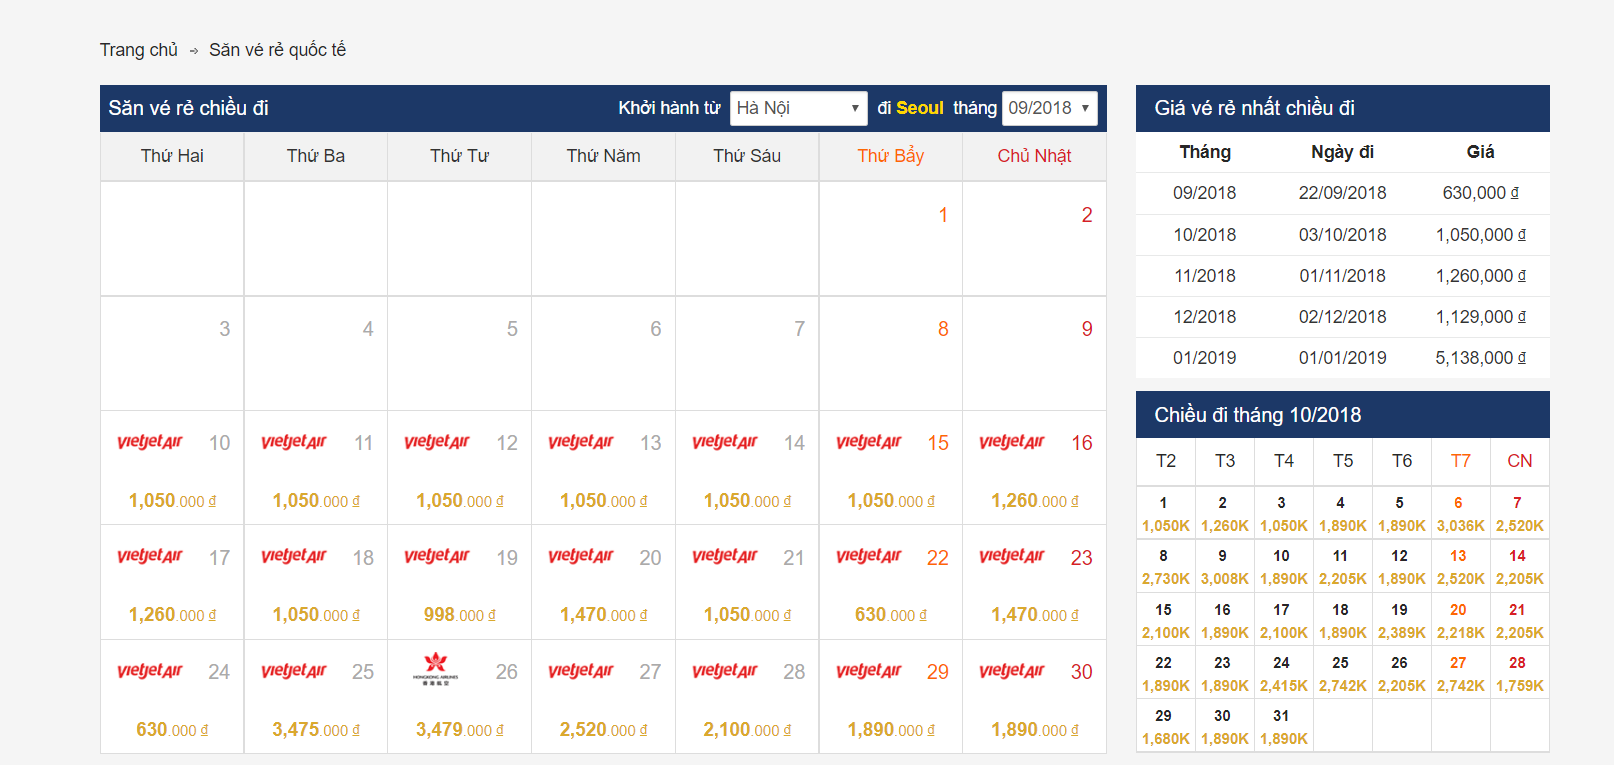 Trang chủ → Săn vé rẻ quốc tế
Săn vé rẻ chiều đi Khởi hành từ Hà Nội đi Seoul tháng 09/2018
Thứ Hai Thứ Ba Thứ Tư Thứ Năm Thứ Sáu Thứ Bẩy Chủ Nhật
1 2
3 4 5 6 7 8 9
vietjetAir 10 vietjetAir 11 vietjetAir 12 vietjetAir 13 vietjetAir 14 vietjetAir 15 vietjetAir 16
1,050.000 ₫ 1,050.000 ₫ 1,050.000 ₫ 1,050.000 ₫ 1,050.000 ₫ 1,050.000 ₫ 1,260.000 ₫
vietjetAir 17 vietjetAir 18 vietjetAir 19 vietjetAir 20 vietjetAir 21 vietjetAir 22 vietjetAir 23
1,260.000 ₫ 1,050.000 ₫ 998.000 ₫ 1,470.000 ₫ 1,050.000 ₫ 630.000 ₫ 1,470.000 ₫
vietjetAir 24 vietjetAir 25 HONGKONG AIRLINES 香港航空 26 vietjetAir 27 vietjetAir 28 vietjetAir 29 vietjetAir 30
630.000 ₫ 3,475.000 ₫ 3,479.000 ₫ 2,520.000 ₫ 2,100.000 ₫ 1,890.000 ₫ 1,890.000 ₫
Giá vé rẻ nhất chiều đi
Tháng Ngày đi Giá
09/2018 22/09/2018 630,000 ₫
10/2018 03/10/2018 1,050,000 ₫
11/2018 01/11/2018 1,260,000 ₫
12/2018 02/12/2018 1,129,000 ₫
01/2019 01/01/2019 5,138,000 ₫
Chiều đi tháng 10/2018
T2 T3 T4 T5 T6 T7 CN
1 2 3 4 5 6 7
1,050K 1,260K 1,050K 1,890K 1,890K 3,036K 2,520K
8 9 10 11 12 13 14
2,730K 3,008K 1,890K 2,205K 1,890K 2,520K 2,205K
15 16 17 18 19 20 21
2,100K 1,890K 2,100K 1,890K 2,389K 2,218K 2,205K
22 23 24 25 26 27 28
1,890K 1,890K 2,415K 2,742K 2,205K 2,742K 1,759K
29 30 31
1,680K 1,890K 1,890K